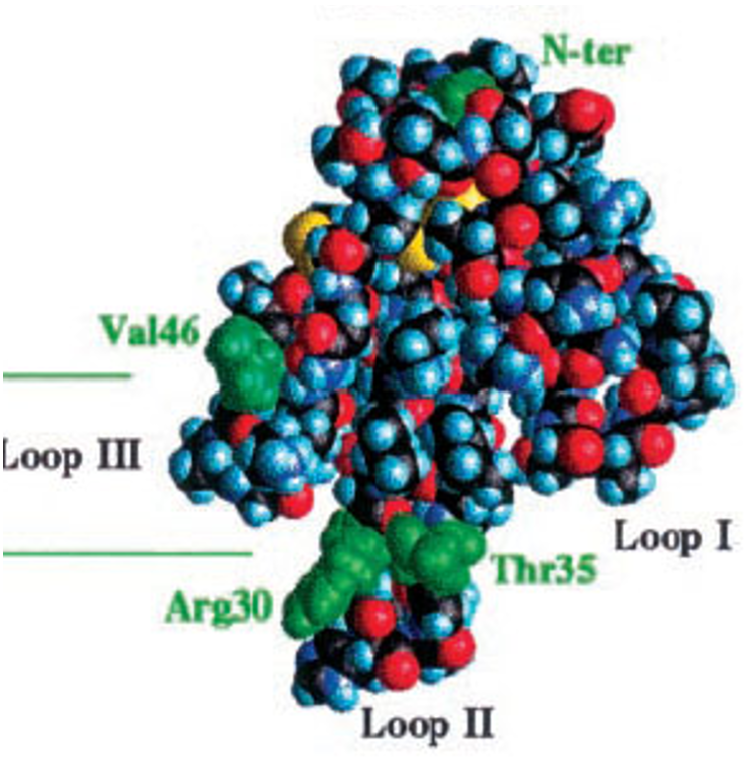 N-ter
Val46
Loop III
Loop I
Thr35
Arg30
Loop II